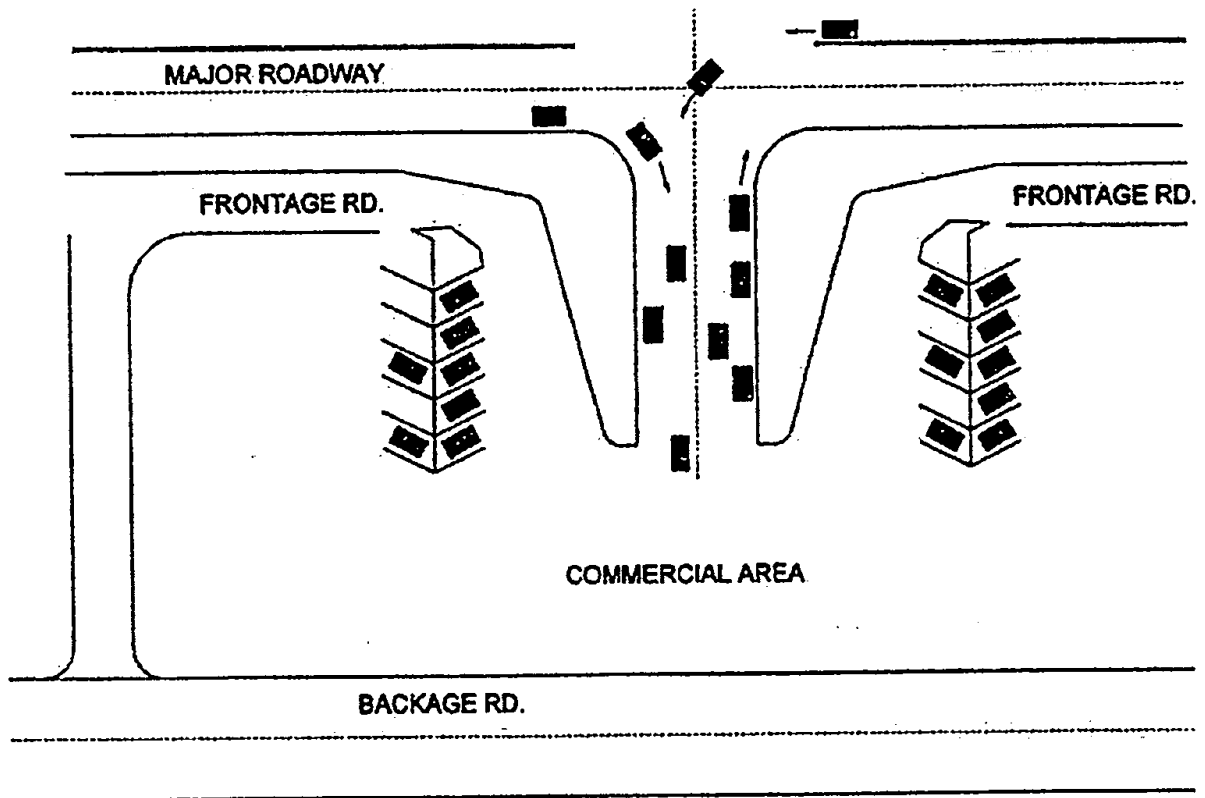 MAJOR ROADWAY
FRONTAGE RD.
FRONTAGE RD.
COMMERCIAL AREA
BACKAGE RD.